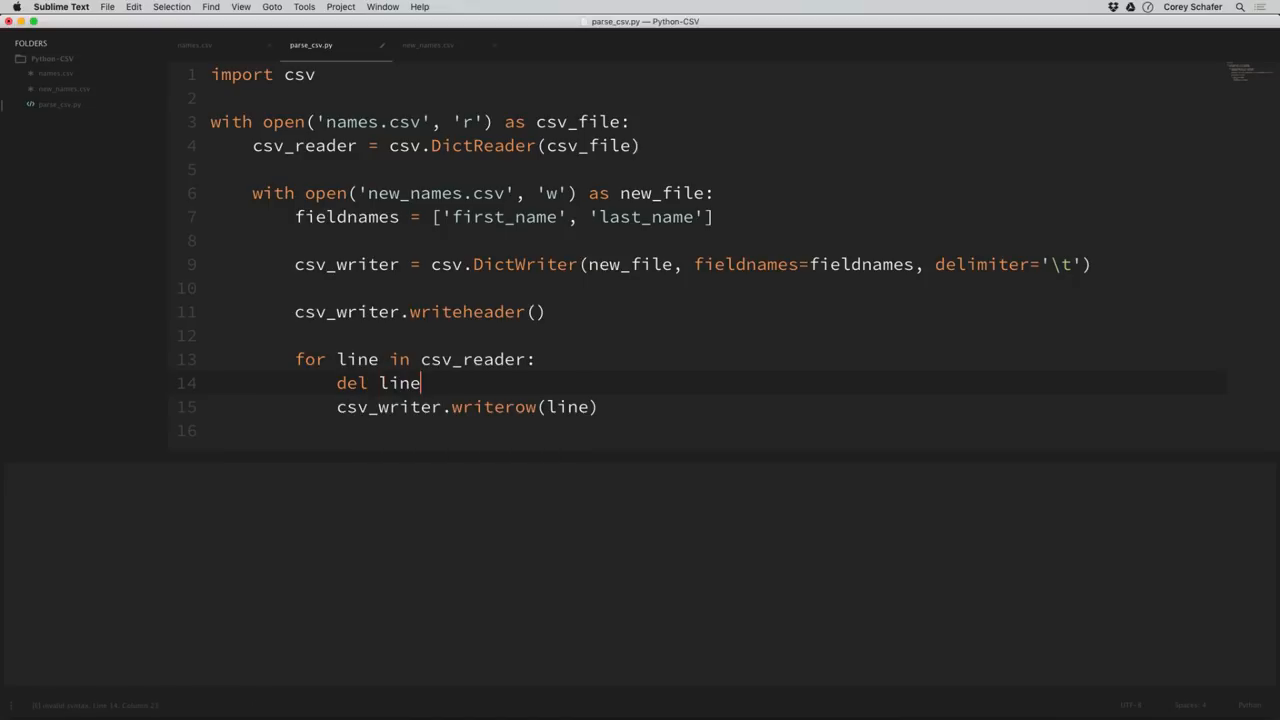 Sublime Text File Edit Selection Find View Goto Tools Project Window Help Corey Schafer
parse_csv.py — Python-CSV
FOLDERS
Python-CSV
names.csv
new_names.csv
parse_csv.py
names.csv parse_csv.py new_names.csv
1 import csv
2
3 with open('names.csv', 'r') as csv_file:
4 csv_reader = csv.DictReader(csv_file)
5
6 with open('new_names.csv', 'w') as new_file:
7 fieldnames = ['first_name', 'last_name']
8
9 csv_writer = csv.DictWriter(new_file, fieldnames=fieldnames, delimiter='\t')
10
11 csv_writer.writeheader()
12
13 for line in csv_reader:
14 del line
15 csv_writer.writerow(line)
16
invalid syntax, Line 14, Column 23
UTF-8 Spaces: 4 Python